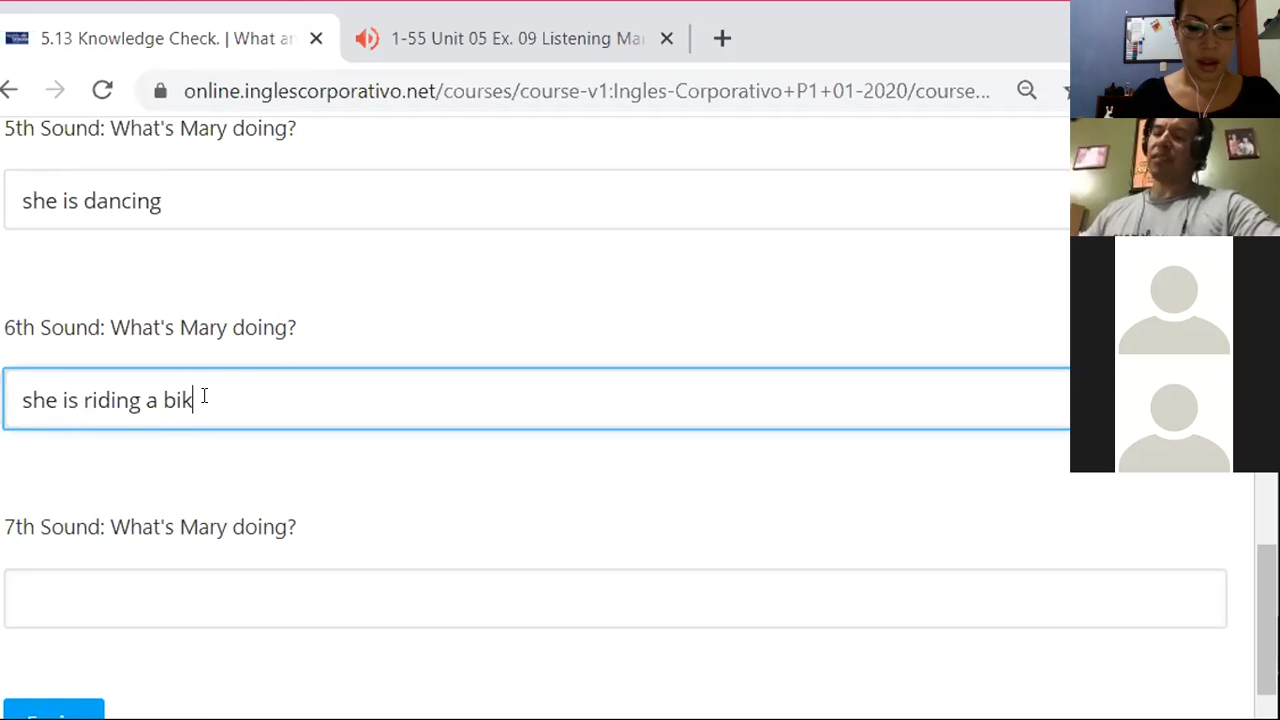 5.13 Knowledge Check. | What an
1-55 Unit 05 Ex. 09 Listening Ma
online.inglescorporativo.net/courses/course-v1:Ingles-Corporativo+P1+01-2020/course...
5th Sound: What's Mary doing?
she is dancing
6th Sound: What's Mary doing?
she is riding a bik
7th Sound: What's Mary doing?